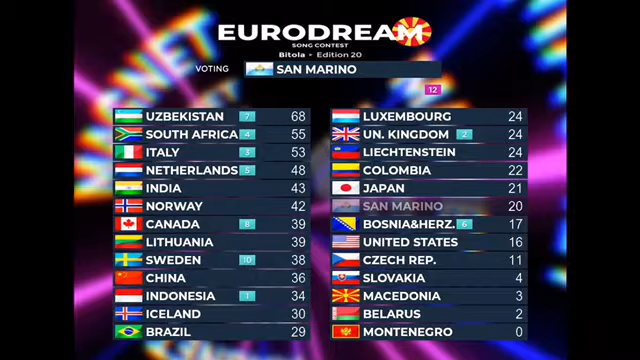 EURODREAM
SONG CONTEST
Bitola - Edition 20
VOTING SAN MARINO
12
UZBEKISTAN 7 68
SOUTH AFRICA 4 55
ITALY 3 53
NETHERLANDS 5 48
INDIA 43
NORWAY 42
CANADA 8 39
LITHUANIA 39
SWEDEN 10 38
CHINA 36
INDONESIA 1 34
ICELAND 30
BRAZIL 29
LUXEMBOURG 24
UN. KINGDOM 2 24
LIECHTENSTEIN 24
COLOMBIA 22
JAPAN 21
SAN MARINO 20
BOSNIA&HERZ. 6 17
UNITED STATES 16
CZECH REP. 11
SLOVAKIA 4
MACEDONIA 3
BELARUS 2
MONTENEGRO 0